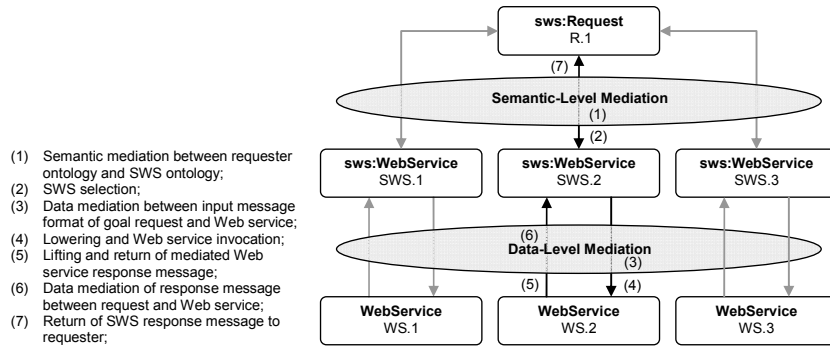 sws:Request
R.1
(7)
Semantic-Level Mediation
(1)
(2)
(1) Semantic mediation between requester
ontology and SWS ontology;
(2) SWS selection;
(3) Data mediation between input message
format of goal request and Web service;
(4) Lowering and Web service invocation;
(5) Lifting and return of mediated Web
service response message;
(6) Data mediation of response message
between request and Web service;
(7) Return of SWS response message to
requester;
sws:WebService
SWS.1
sws:WebService
SWS.2
sws:WebService
SWS.3
(6)
Data-Level Mediation
(3)
(5)
(4)
WebService
WS.1
WebService
WS.2
WebService
WS.3